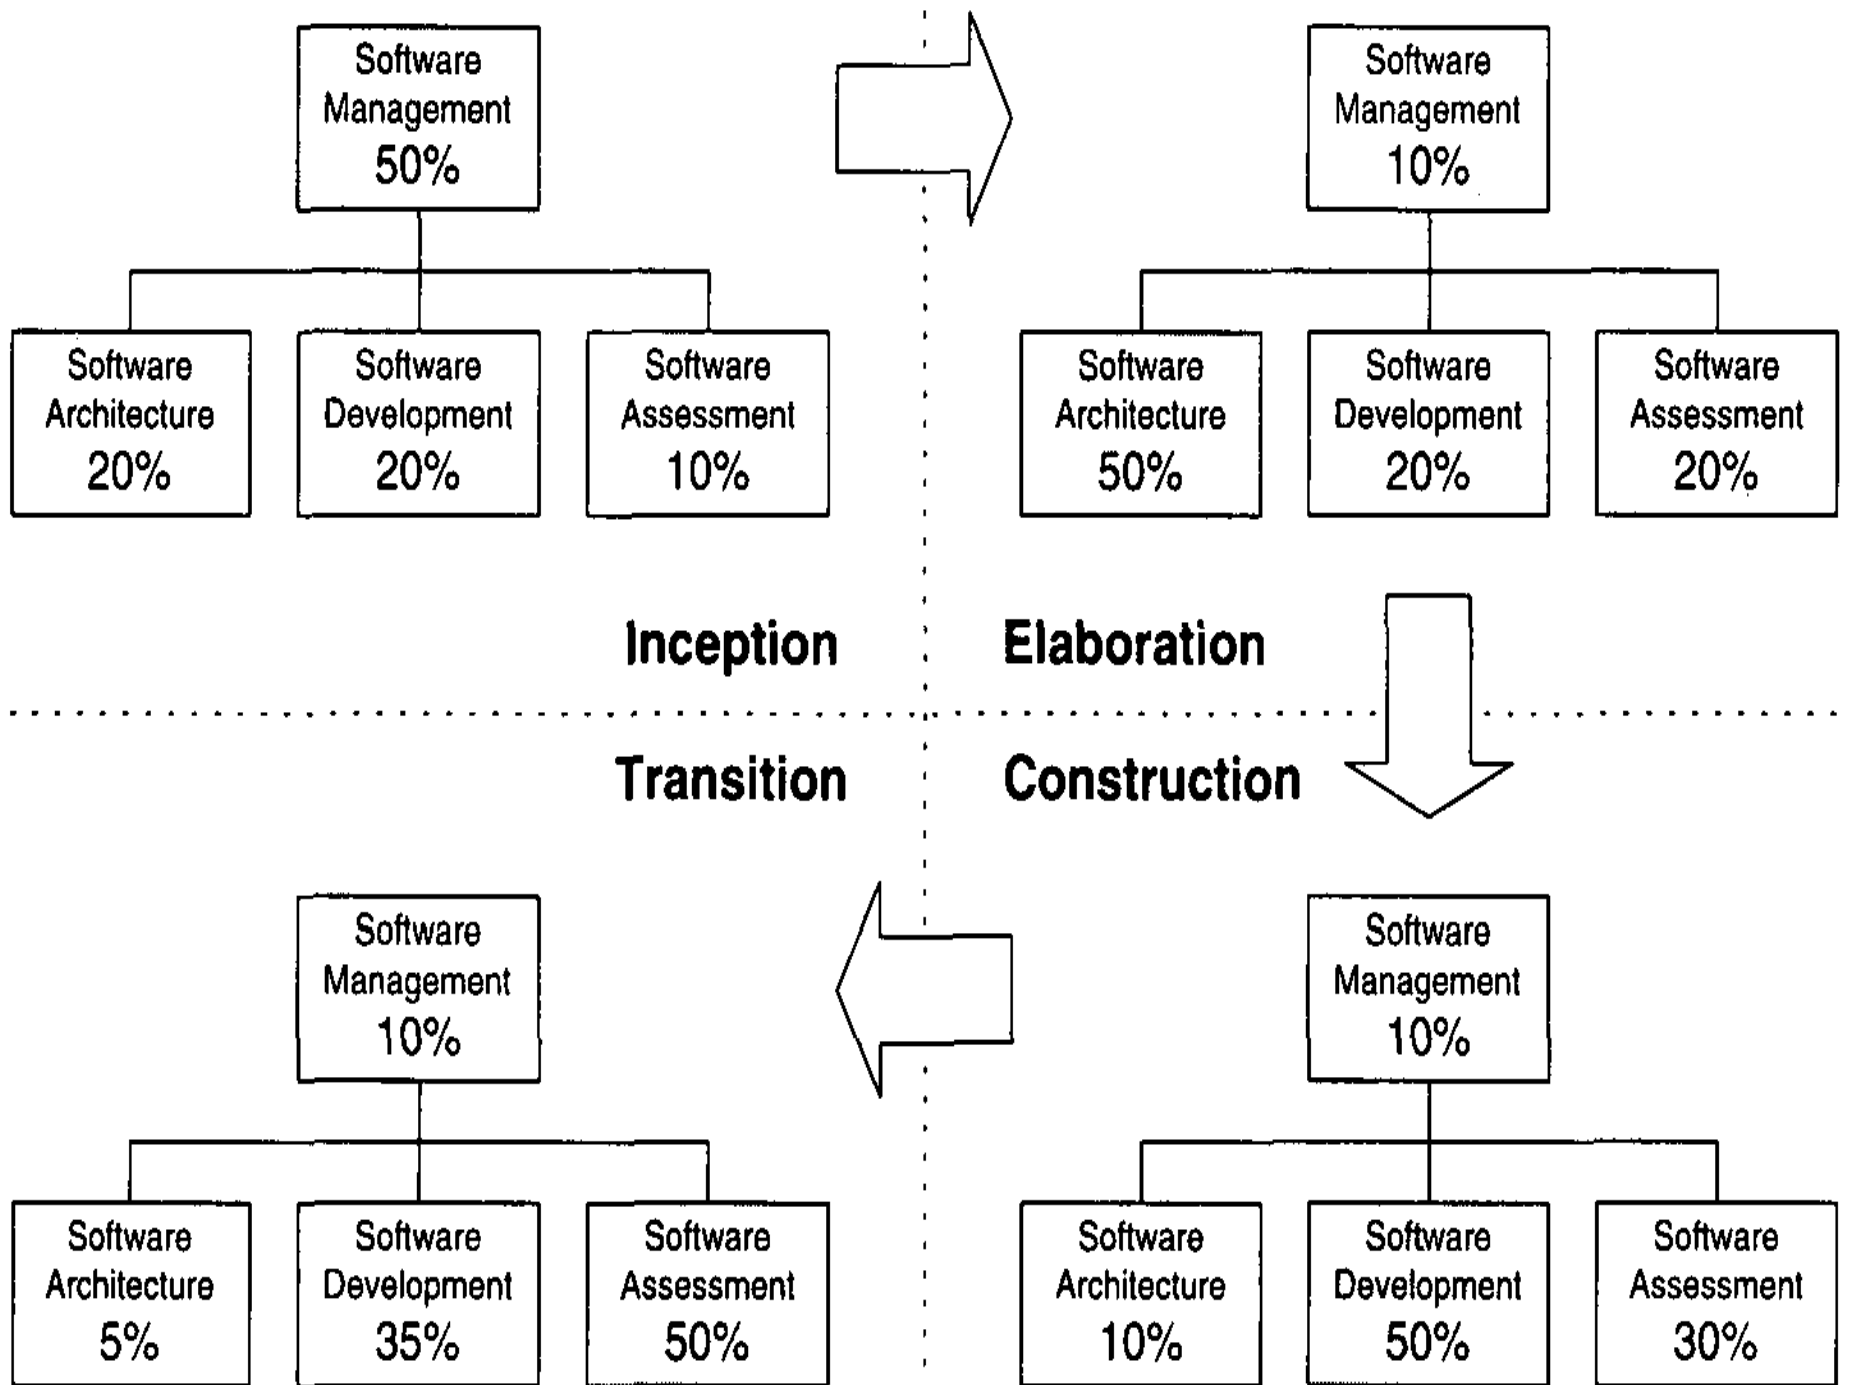 Software
Management
50%
Software
Architecture
20%
Software
Development
20%
Software
Assessment
10%
Inception
Software
Management
10%
Software
Architecture
50%
Software
Development
20%
Software
Assessment
20%
Elaboration
Transition
Software
Management
10%
Software
Architecture
5%
Software
Development
35%
Software
Assessment
50%
Construction
Software
Management
10%
Software
Architecture
10%
Software
Development
50%
Software
Assessment
30%